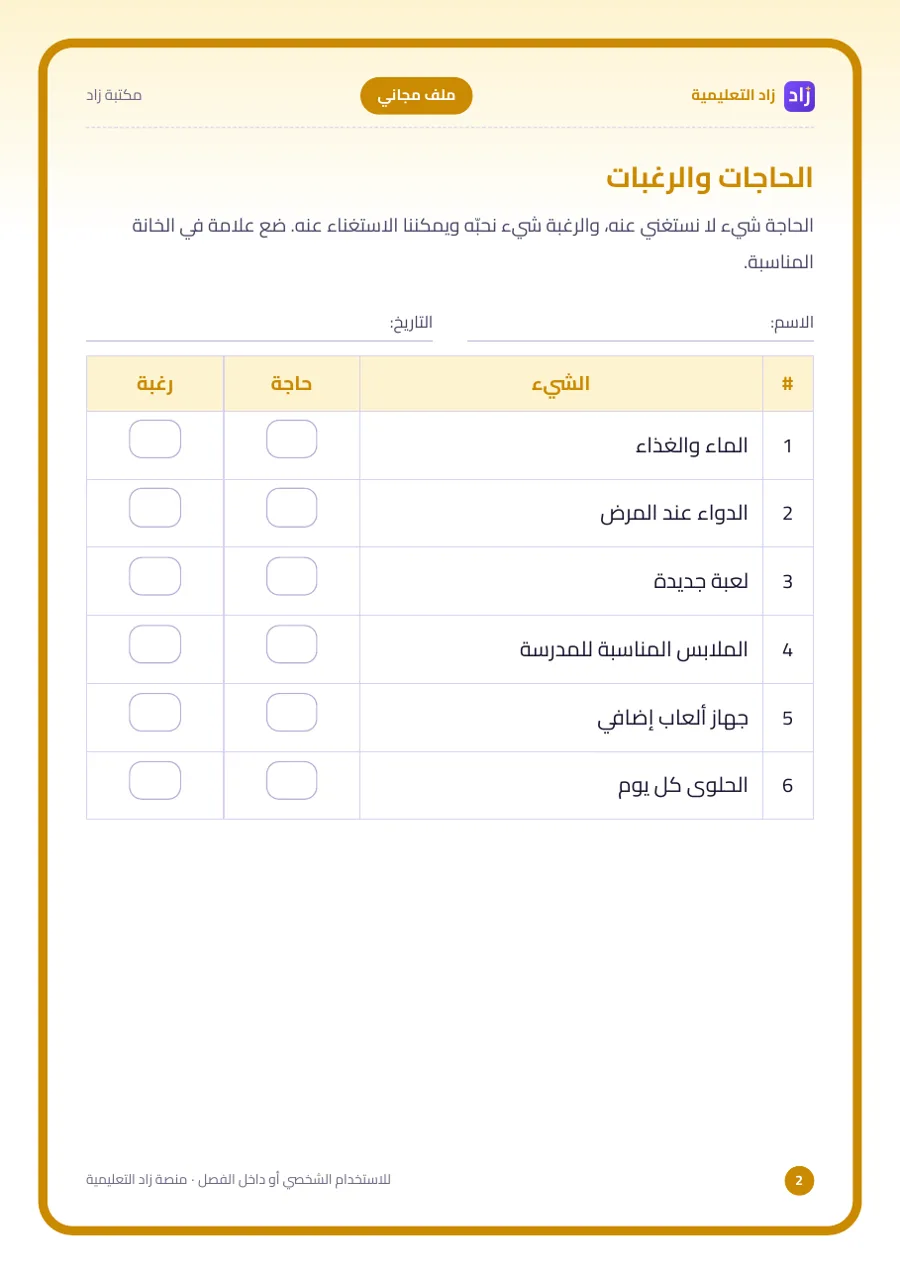 زاد زاد التعليمية
ملف مجاني
مكتبة زاد
الحاجات والرغبات
الحاجة شيء لا نستغني عنه، والرغبة شيء نحبّه ويمكننا الاستغناء عنه. ضع علامة في الخانة
المناسبة.
الاسم: التاريخ:
# الشيء حاجة رغبة
1 الماء والغذاء
2 الدواء عند المرض
3 لعبة جديدة
4 الملابس المناسبة للمدرسة
5 جهاز ألعاب إضافي
6 الحلوى كل يوم
2 للاستخدام الشخصي أو داخل الفصل · منصة زاد التعليمية